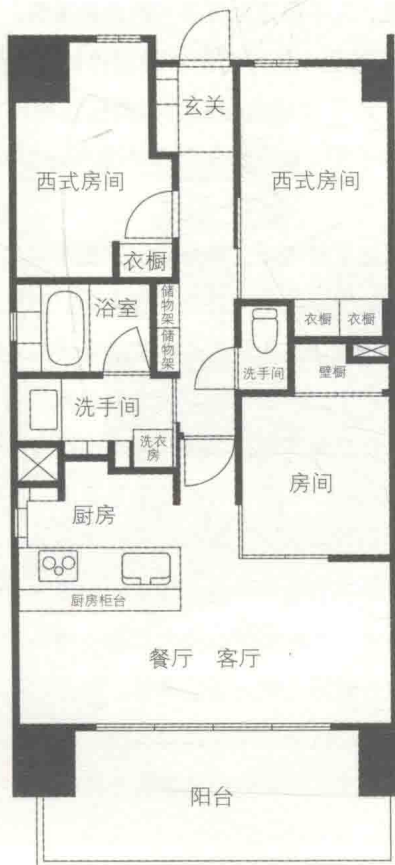 玄关
西式房间
西式房间
衣橱
浴室
储物架
储物架
衣橱
衣橱
洗手间
壁橱
洗手间
洗衣房
房间
厨房
厨房柜台
餐厅 客厅
阳台